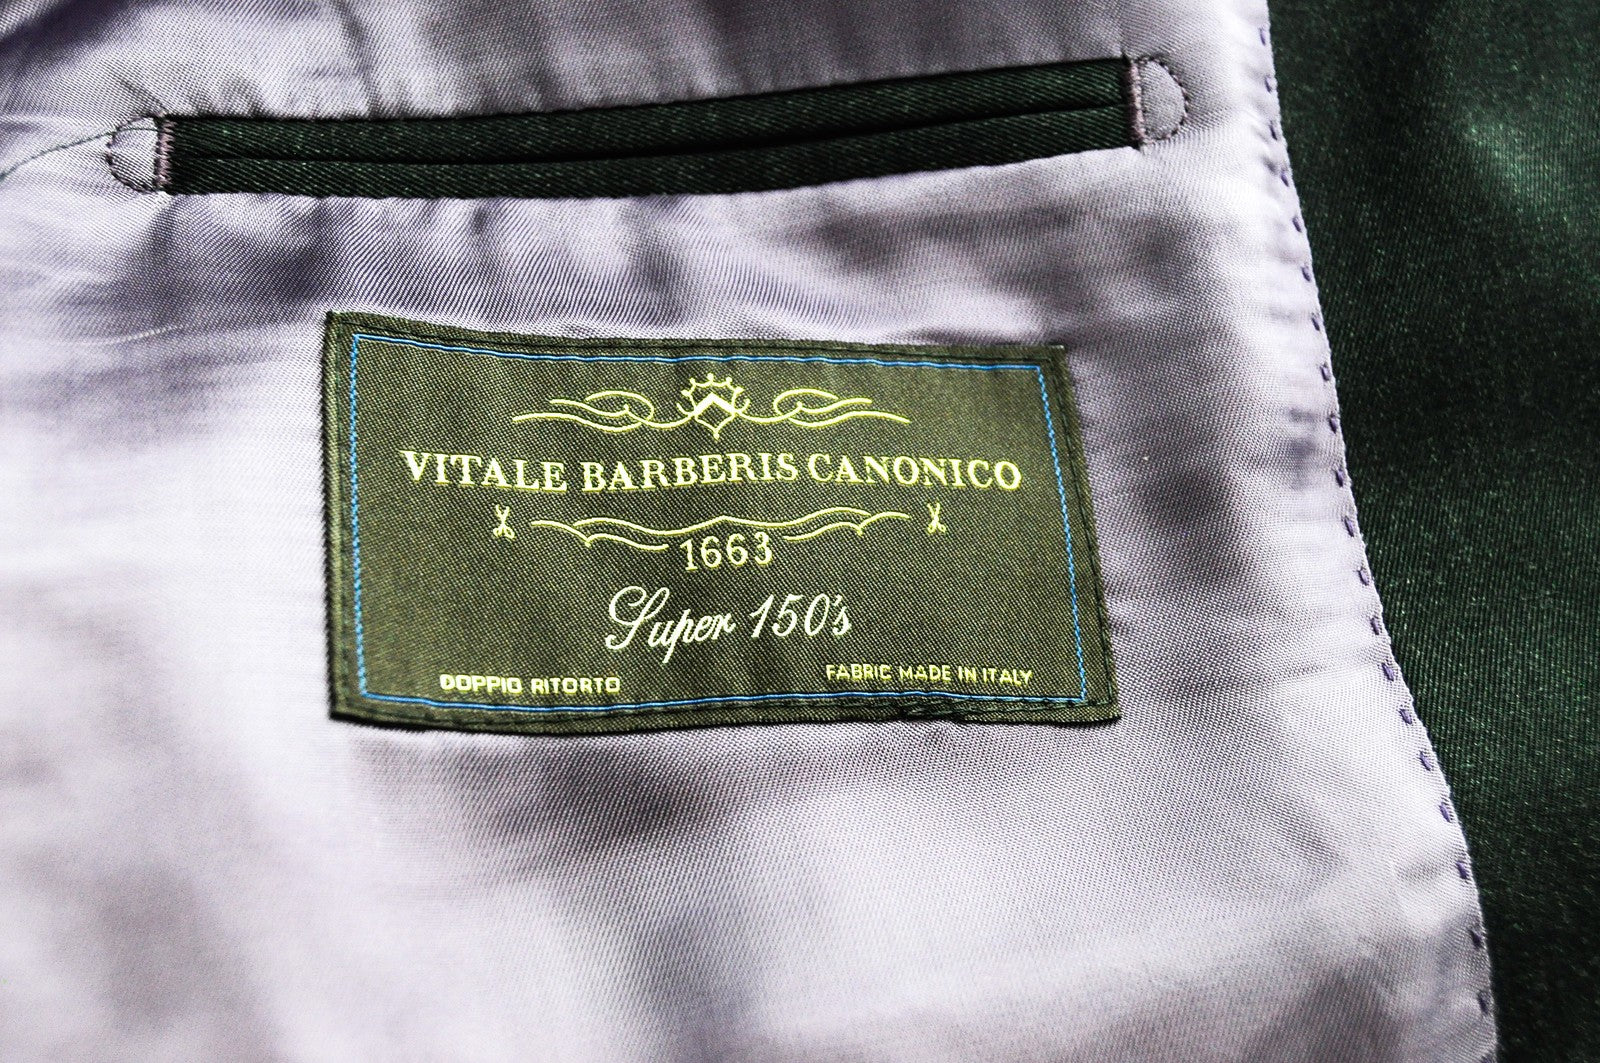 VITALE BARBERIS CANONICO
1663
Super 150's
DOPPIO RITORTO
FABRIC MADE IN ITALY